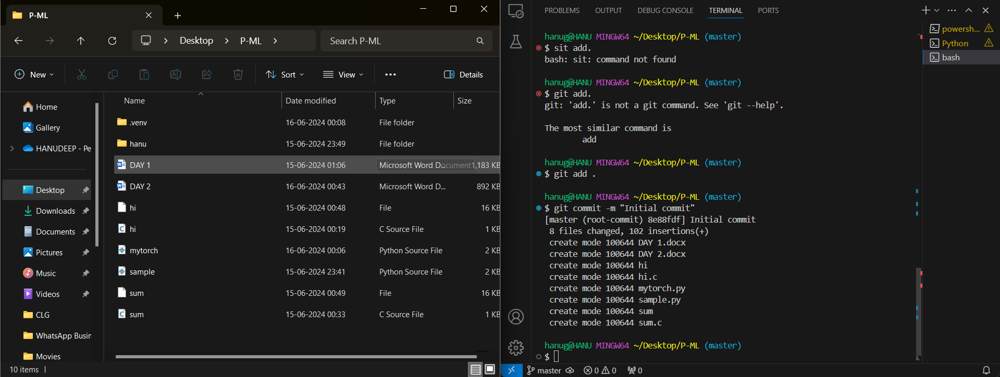 P-ML
Desktop
P-ML
Search P-ML
New
Sort
View
Details
Name
Date modified
Type
Size
Home
Gallery
HANUDEEP - Pe
Desktop
Downloads
Documents
Pictures
Music
Videos
CLG
WhatsApp Busin
Movies
.venv 16-06-2024 00:08 File folder
hanu 15-06-2024 23:49 File folder
DAY 1 15-06-2024 01:06 Microsoft Word D...ocument 1,183 KB
DAY 2 16-06-2024 00:43 Microsoft Word D... 892 KB
hi 15-06-2024 00:48 File 16 KB
hi 15-06-2024 00:19 C Source File 1 KB
mytorch 16-06-2024 00:06 Python Source File 2 KB
sample 15-06-2024 23:41 Python Source File 2 KB
sum 15-06-2024 00:49 File 16 KB
sum 15-06-2024 00:33 C Source File 1 KB
10 items
PROBLEMS OUTPUT DEBUG CONSOLE TERMINAL PORTS
hanug@HANU MINGW64 ~/Desktop/P-ML (master)
$ sit add.
bash: sit: command not found
hanug@HANU MINGW64 ~/Desktop/P-ML (master)
$ git add.
git: 'add.' is not a git command. See 'git --help'.
The most similar command is
add
hanug@HANU MINGW64 ~/Desktop/P-ML (master)
$ git add .
hanug@HANU MINGW64 ~/Desktop/P-ML (master)
$ git commit -m "Initial commit"
[master (root-commit) 8e88fdf] Initial commit
8 files changed, 102 insertions(+)
create mode 100644 DAY 1.docx
create mode 100644 DAY 2.docx
create mode 100644 hi
create mode 100644 hi.c
create mode 100644 mytorch.py
create mode 100644 sample.py
create mode 100644 sum
create mode 100644 sum.c
hanug@HANU MINGW64 ~/Desktop/P-ML (master)
$
powersh...
Python
bash
master 0 0 0